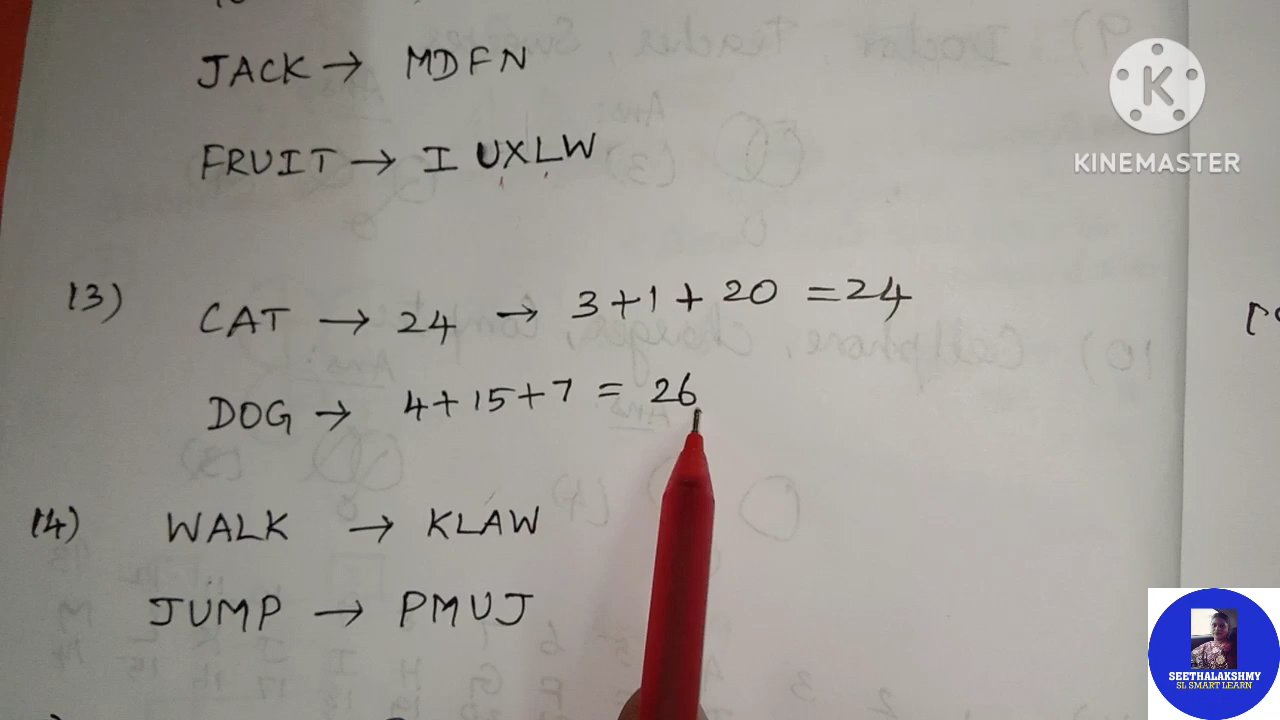 JACK → MDFN
FRUIT → IUXLW
13) CAT → 24 → 3+1+20 = 24
DOG → 4+15+7 = 26
14) WALK → KLAW
JUMP → PMUJ
K
KINEMASTER
SEETHALAKSHMY
SL SMART LEARN